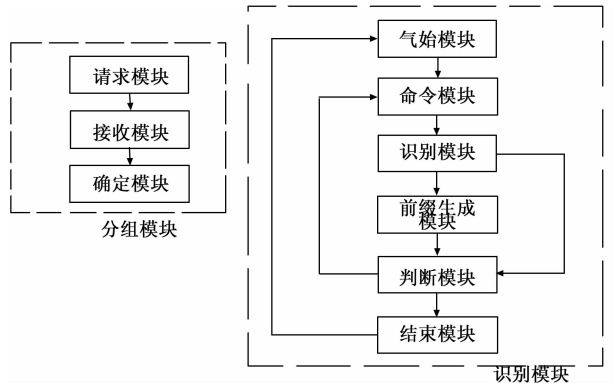 请求模块
接收模块
确定模块
分组模块
气始模块
命令模块
识别模块
前缀生成
模块
判断模块
结束模块
识别模块